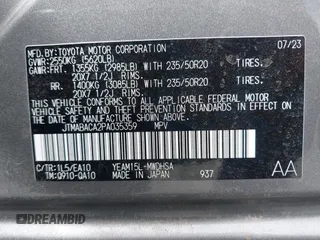 MFD.BY:TOYOTA MOTOR CORPORATION 07/23
GVWR:2550KG (5620LB)
GAWR:FRT. 1355KG (2985LB) WITH 235/50R20 TIRES.
20X7 1/2J RIMS.
RR. 1400KG (3085LB) WITH 235/50R20 TIRES.
20X7 1/2J RIMS.
THIS VEHICLE CONFORMS TO ALL APPLICABLE FEDERAL MOTOR
VEHICLE SAFETY AND THEFT PREVENTION STANDARDS IN EFFECT
ON THE DATE OF MANUFACTURE SHOWN ABOVE.
JTMABACA2PA035359 MPV
C/TR:1L5/EA10 YEAM15L-MWDHSA AA
TM:Q910-QA10 MADE IN JAPAN 937
DREAMBID